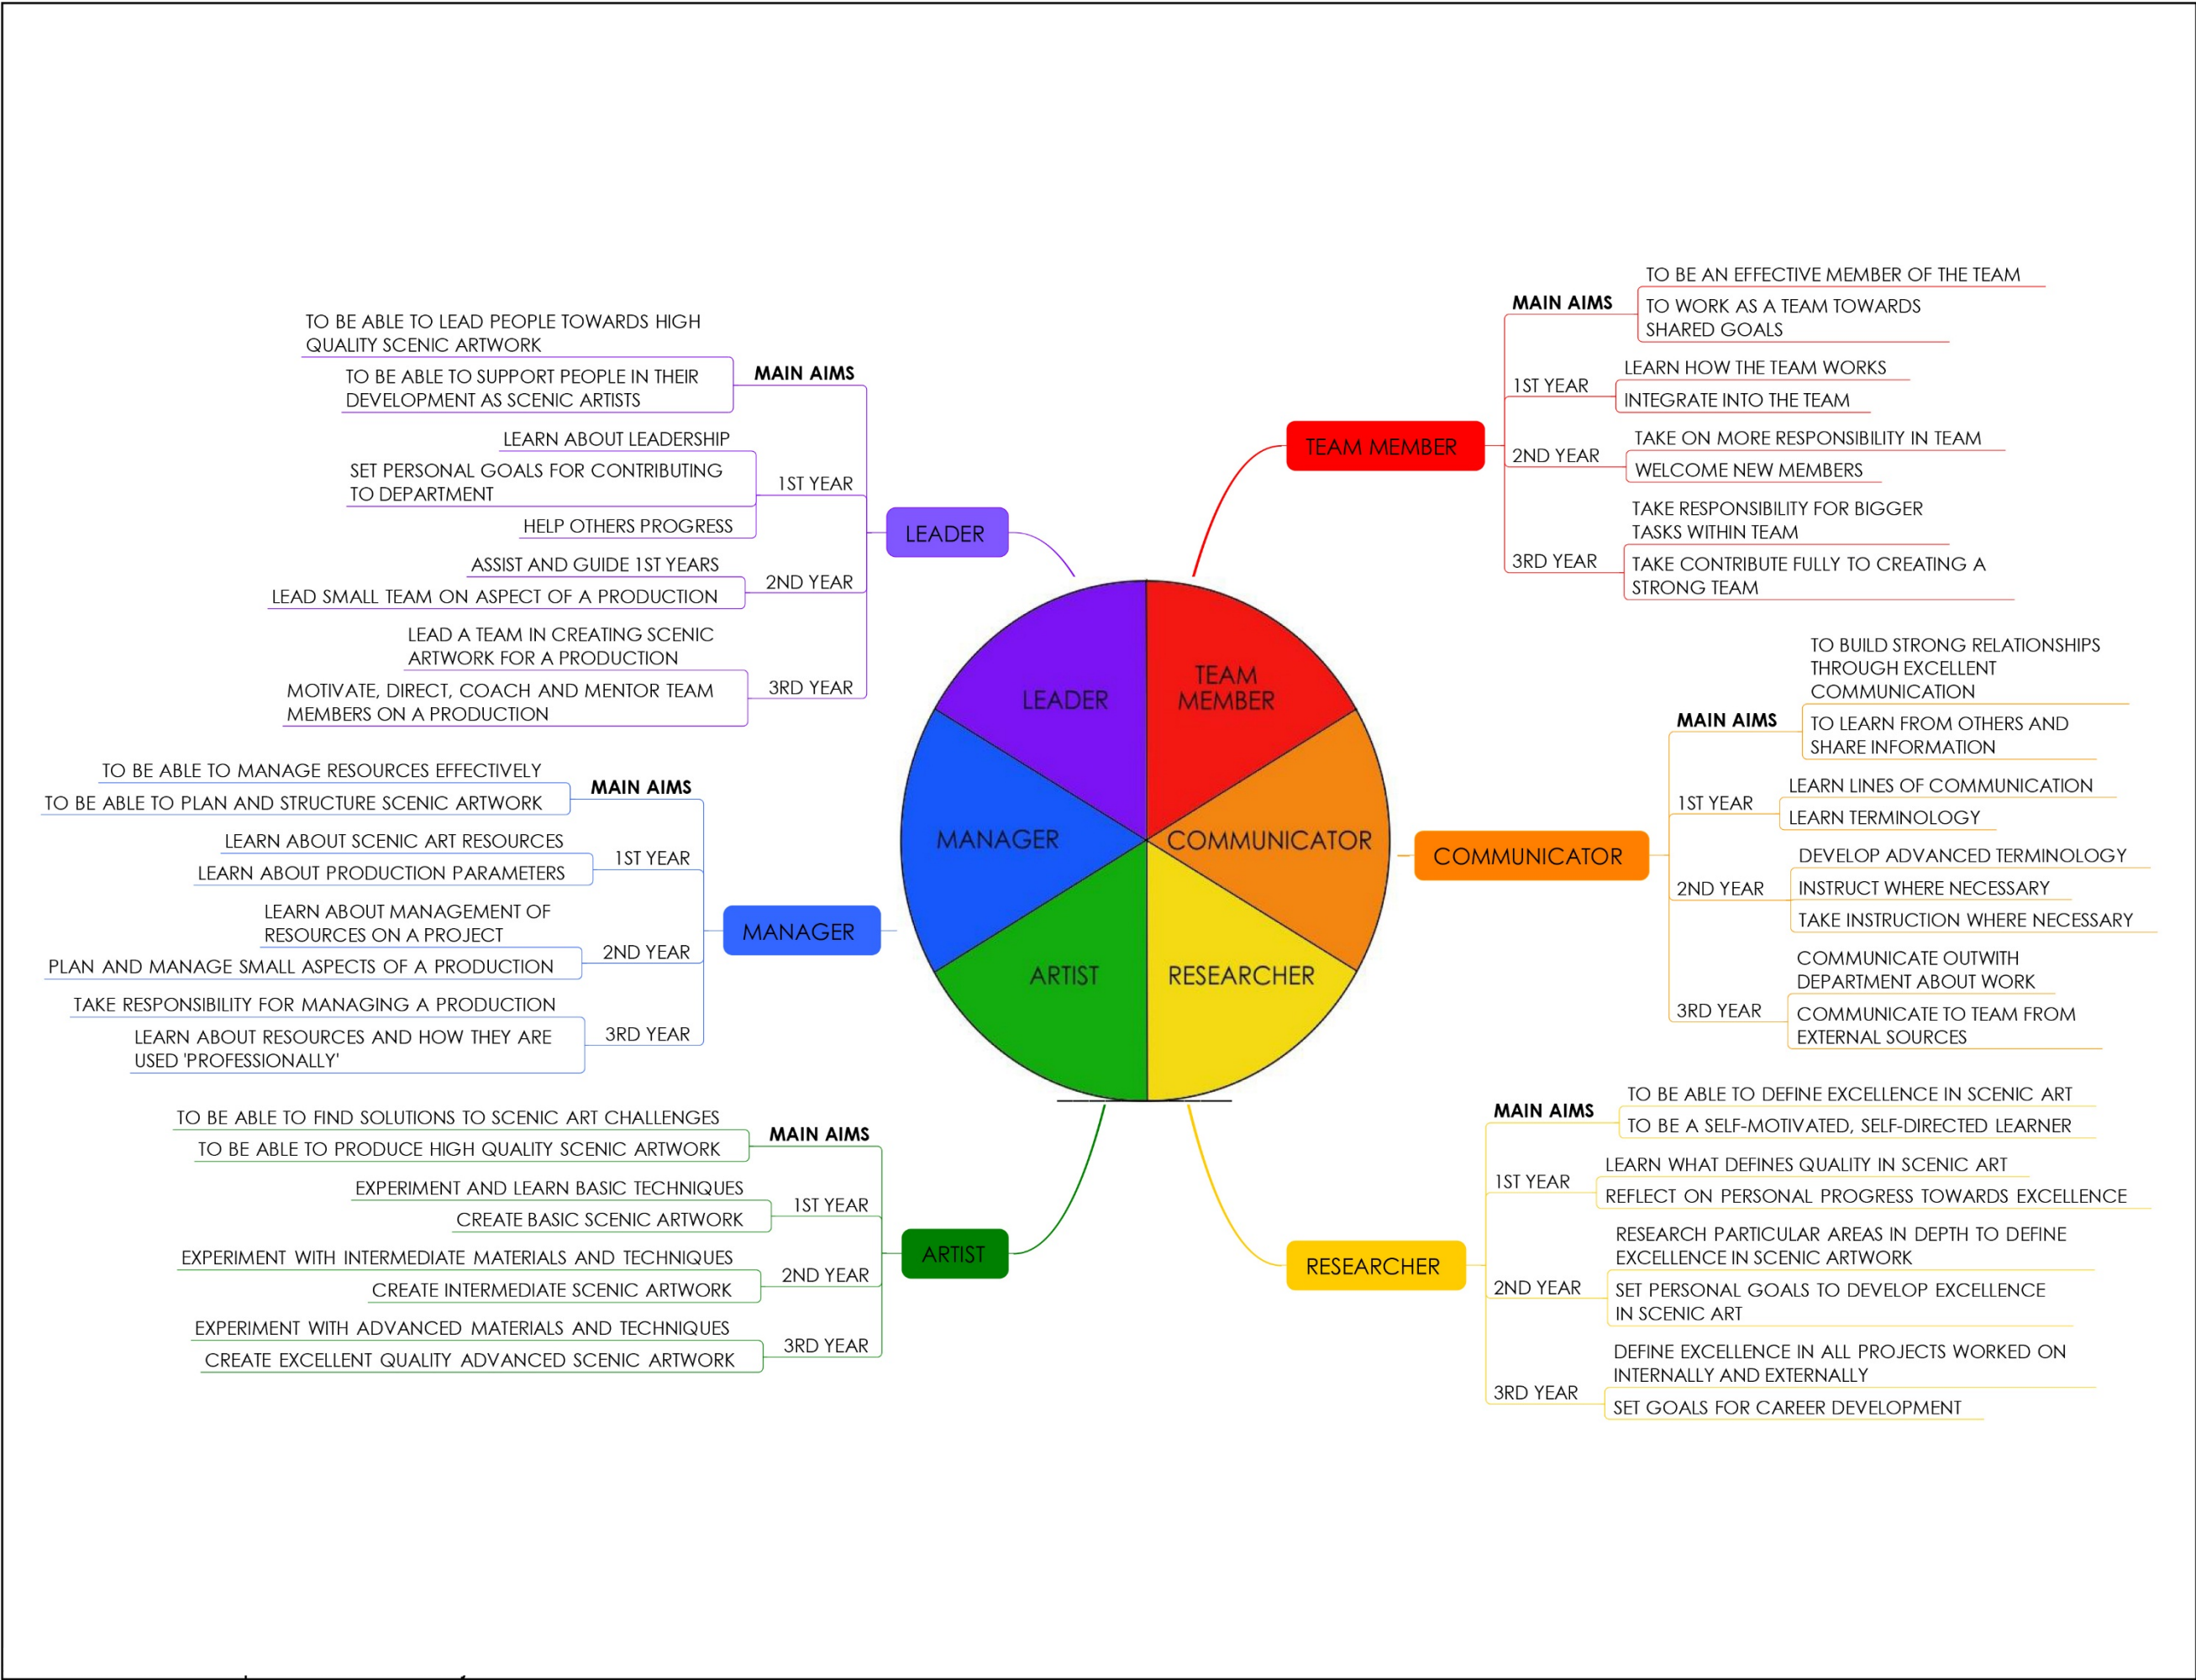 TO BE ABLE TO LEAD PEOPLE TOWARDS HIGH
QUALITY SCENIC ARTWORK
TO BE ABLE TO SUPPORT PEOPLE IN THEIR
DEVELOPMENT AS SCENIC ARTISTS
MAIN AIMS
LEARN ABOUT LEADERSHIP
SET PERSONAL GOALS FOR CONTRIBUTING
TO DEPARTMENT
HELP OTHERS PROGRESS
1ST YEAR
ASSIST AND GUIDE 1ST YEARS
LEAD SMALL TEAM ON ASPECT OF A PRODUCTION
2ND YEAR
LEAD A TEAM IN CREATING SCENIC
ARTWORK FOR A PRODUCTION
MOTIVATE, DIRECT, COACH AND MENTOR TEAM
MEMBERS ON A PRODUCTION
3RD YEAR
LEADER
TO BE ABLE TO MANAGE RESOURCES EFFECTIVELY
TO BE ABLE TO PLAN AND STRUCTURE SCENIC ARTWORK
MAIN AIMS
LEARN ABOUT SCENIC ART RESOURCES
LEARN ABOUT PRODUCTION PARAMETERS
1ST YEAR
LEARN ABOUT MANAGEMENT OF
RESOURCES ON A PROJECT
PLAN AND MANAGE SMALL ASPECTS OF A PRODUCTION
2ND YEAR
TAKE RESPONSIBILITY FOR MANAGING A PRODUCTION
LEARN ABOUT RESOURCES AND HOW THEY ARE
USED 'PROFESSIONALLY'
3RD YEAR
MANAGER
TO BE ABLE TO FIND SOLUTIONS TO SCENIC ART CHALLENGES
TO BE ABLE TO PRODUCE HIGH QUALITY SCENIC ARTWORK
MAIN AIMS
EXPERIMENT AND LEARN BASIC TECHNIQUES
CREATE BASIC SCENIC ARTWORK
1ST YEAR
EXPERIMENT WITH INTERMEDIATE MATERIALS AND TECHNIQUES
CREATE INTERMEDIATE SCENIC ARTWORK
2ND YEAR
EXPERIMENT WITH ADVANCED MATERIALS AND TECHNIQUES
CREATE EXCELLENT QUALITY ADVANCED SCENIC ARTWORK
3RD YEAR
ARTIST
LEADER
TEAM
MEMBER
MANAGER
COMMUNICATOR
ARTIST
RESEARCHER
TEAM MEMBER
MAIN AIMS
TO BE AN EFFECTIVE MEMBER OF THE TEAM
TO WORK AS A TEAM TOWARDS
SHARED GOALS
1ST YEAR
LEARN HOW THE TEAM WORKS
INTEGRATE INTO THE TEAM
2ND YEAR
TAKE ON MORE RESPONSIBILITY IN TEAM
WELCOME NEW MEMBERS
3RD YEAR
TAKE RESPONSIBILITY FOR BIGGER
TASKS WITHIN TEAM
TAKE CONTRIBUTE FULLY TO CREATING A
STRONG TEAM
COMMUNICATOR
MAIN AIMS
TO BUILD STRONG RELATIONSHIPS
THROUGH EXCELLENT
COMMUNICATION
TO LEARN FROM OTHERS AND
SHARE INFORMATION
1ST YEAR
LEARN LINES OF COMMUNICATION
LEARN TERMINOLOGY
2ND YEAR
DEVELOP ADVANCED TERMINOLOGY
INSTRUCT WHERE NECESSARY
TAKE INSTRUCTION WHERE NECESSARY
3RD YEAR
COMMUNICATE OUTWITH
DEPARTMENT ABOUT WORK
COMMUNICATE TO TEAM FROM
EXTERNAL SOURCES
RESEARCHER
MAIN AIMS
TO BE ABLE TO DEFINE EXCELLENCE IN SCENIC ART
TO BE A SELF-MOTIVATED, SELF-DIRECTED LEARNER
1ST YEAR
LEARN WHAT DEFINES QUALITY IN SCENIC ART
REFLECT ON PERSONAL PROGRESS TOWARDS EXCELLENCE
2ND YEAR
RESEARCH PARTICULAR AREAS IN DEPTH TO DEFINE
EXCELLENCE IN SCENIC ARTWORK
SET PERSONAL GOALS TO DEVELOP EXCELLENCE
IN SCENIC ART
3RD YEAR
DEFINE EXCELLENCE IN ALL PROJECTS WORKED ON
INTERNALLY AND EXTERNALLY
SET GOALS FOR CAREER DEVELOPMENT